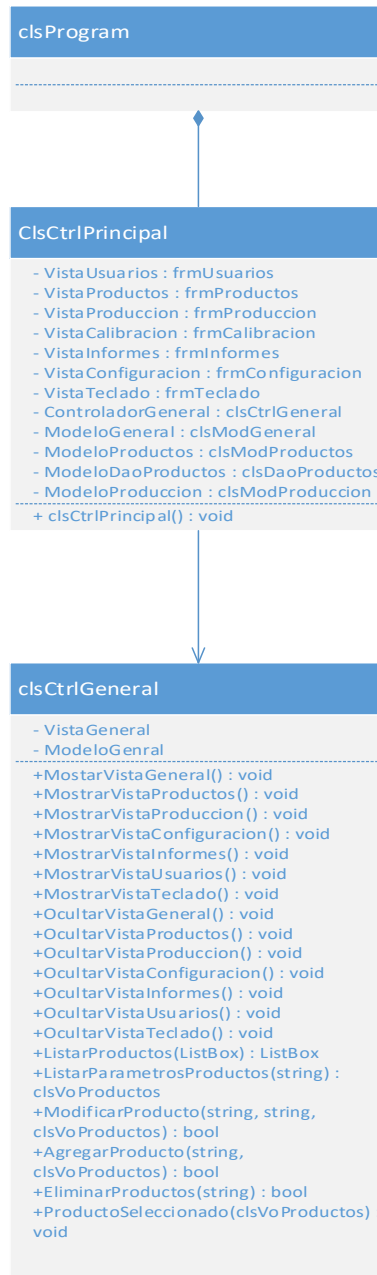 clsProgram
ClsCtrlPrincipal
- VistaUsuarios : frmUsuarios
- VistaProductos : frmProductos
- VistaProduccion : frmProduccion
- VistaCalibracion : frmCalibracion
- VistaInformes : frmInformes
- VistaConfiguracion : frmConfiguracion
- VistaTeclado : frmTeclado
- ControladorGeneral : clsCtrlGeneral
- ModeloGeneral : clsModGeneral
- ModeloProductos : clsModProductos
- ModeloDaoProductos : clsDaoProductos
- ModeloProduccion : clsModProduccion
+ clsCtrlPrincipal() : void
clsCtrlGeneral
- VistaGeneral
- ModeloGenral
+MostarVistaGeneral() : void
+MostrarVistaProductos() : void
+MostrarVistaProduccion() : void
+MostrarVistaConfiguracion() : void
+MostrarVistaInformes() : void
+MostrarVistaUsuarios() : void
+MostrarVistaTeclado() : void
+OcultarVistaGeneral() : void
+OcultarVistaProductos() : void
+OcultarVistaProduccion() : void
+OcultarVistaConfiguracion() : void
+OcultarVistaInformes() : void
+OcultarVistaUsuarios() : void
+OcultarVistaTeclado() : void
+ListarProductos(ListBox) : ListBox
+ListarParametrosProductos(string) :
clsVoProductos
+ModificarProducto(string, string,
clsVoProductos) : bool
+AgregarProducto(string,
clsVoProductos) : bool
+EliminarProductos(string) : bool
+ProductoSeleccionado(clsVoProductos)
void